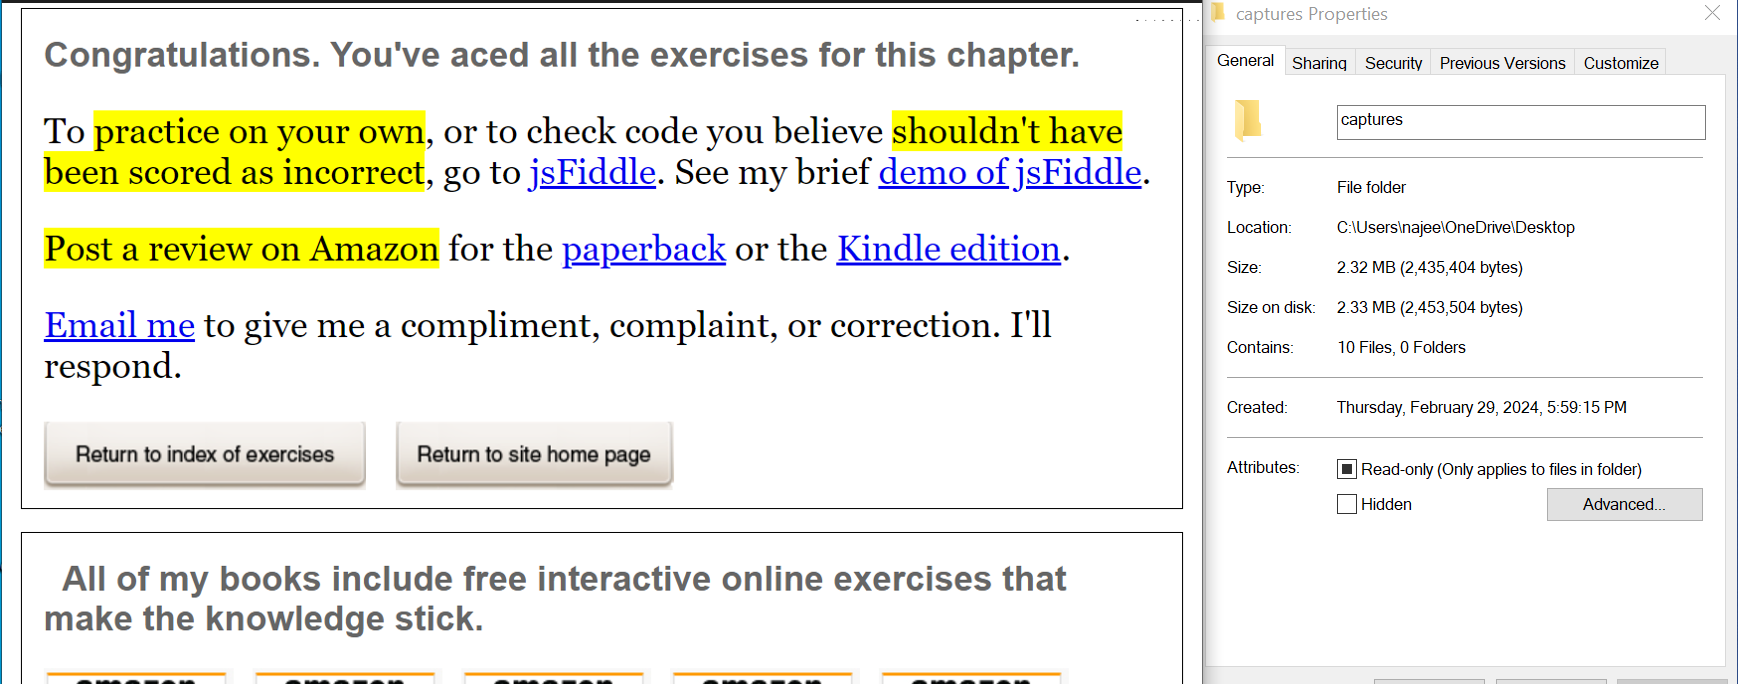 Congratulations. You've aced all the exercises for this chapter.
To practice on your own, or to check code you believe shouldn't have
been scored as incorrect, go to jsFiddle. See my brief demo of jsFiddle.
Post a review on Amazon for the paperback or the Kindle edition.
Email me to give me a compliment, complaint, or correction. I'll
respond.
Return to index of exercises
Return to site home page
All of my books include free interactive online exercises that
make the knowledge stick.
amazon
amazon
amazon
amazon
amazon
captures Properties
General
Sharing
Security
Previous Versions
Customize
captures
Type: File folder
Location: C:\Users\najee\OneDrive\Desktop
Size: 2.32 MB (2,435,404 bytes)
Size on disk: 2.33 MB (2,453,504 bytes)
Contains: 10 Files, 0 Folders
Created: Thursday, February 29, 2024, 5:59:15 PM
Attributes: Read-only (Only applies to files in folder)
Hidden
Advanced...